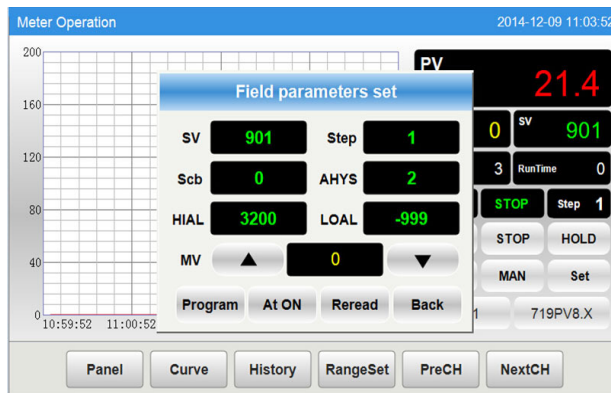 Meter Operation 2014-12-09 11:03:52
200
160
120
80
40
0
10:59:52 11:00:52
PV
21.4
0 SV 901
3 RunTime 0
STOP Step 1
STOP HOLD
MAN Set
1 719PV8.X
Field parameters set
SV 901 Step 1
Scb 0 AHYS 2
HIAL 3200 LOAL -999
MV ▲ 0 ▼
Program At ON Reread Back
Panel Curve History RangeSet PreCH NextCH